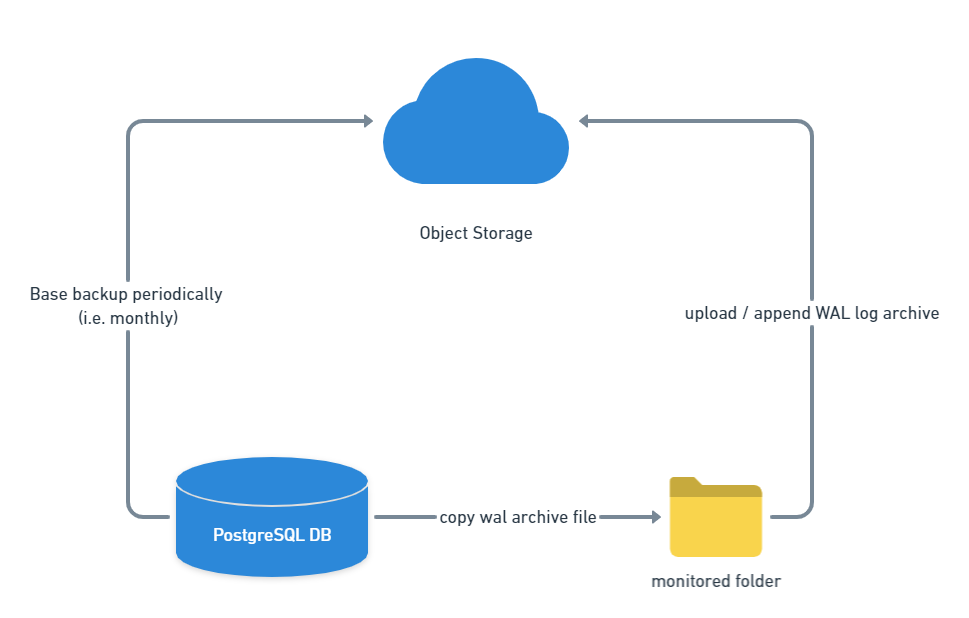 Object Storage
Base backup periodically
(i.e. monthly)
upload / append WAL log archive
PostgreSQL DB
copy wal archive file
monitored folder